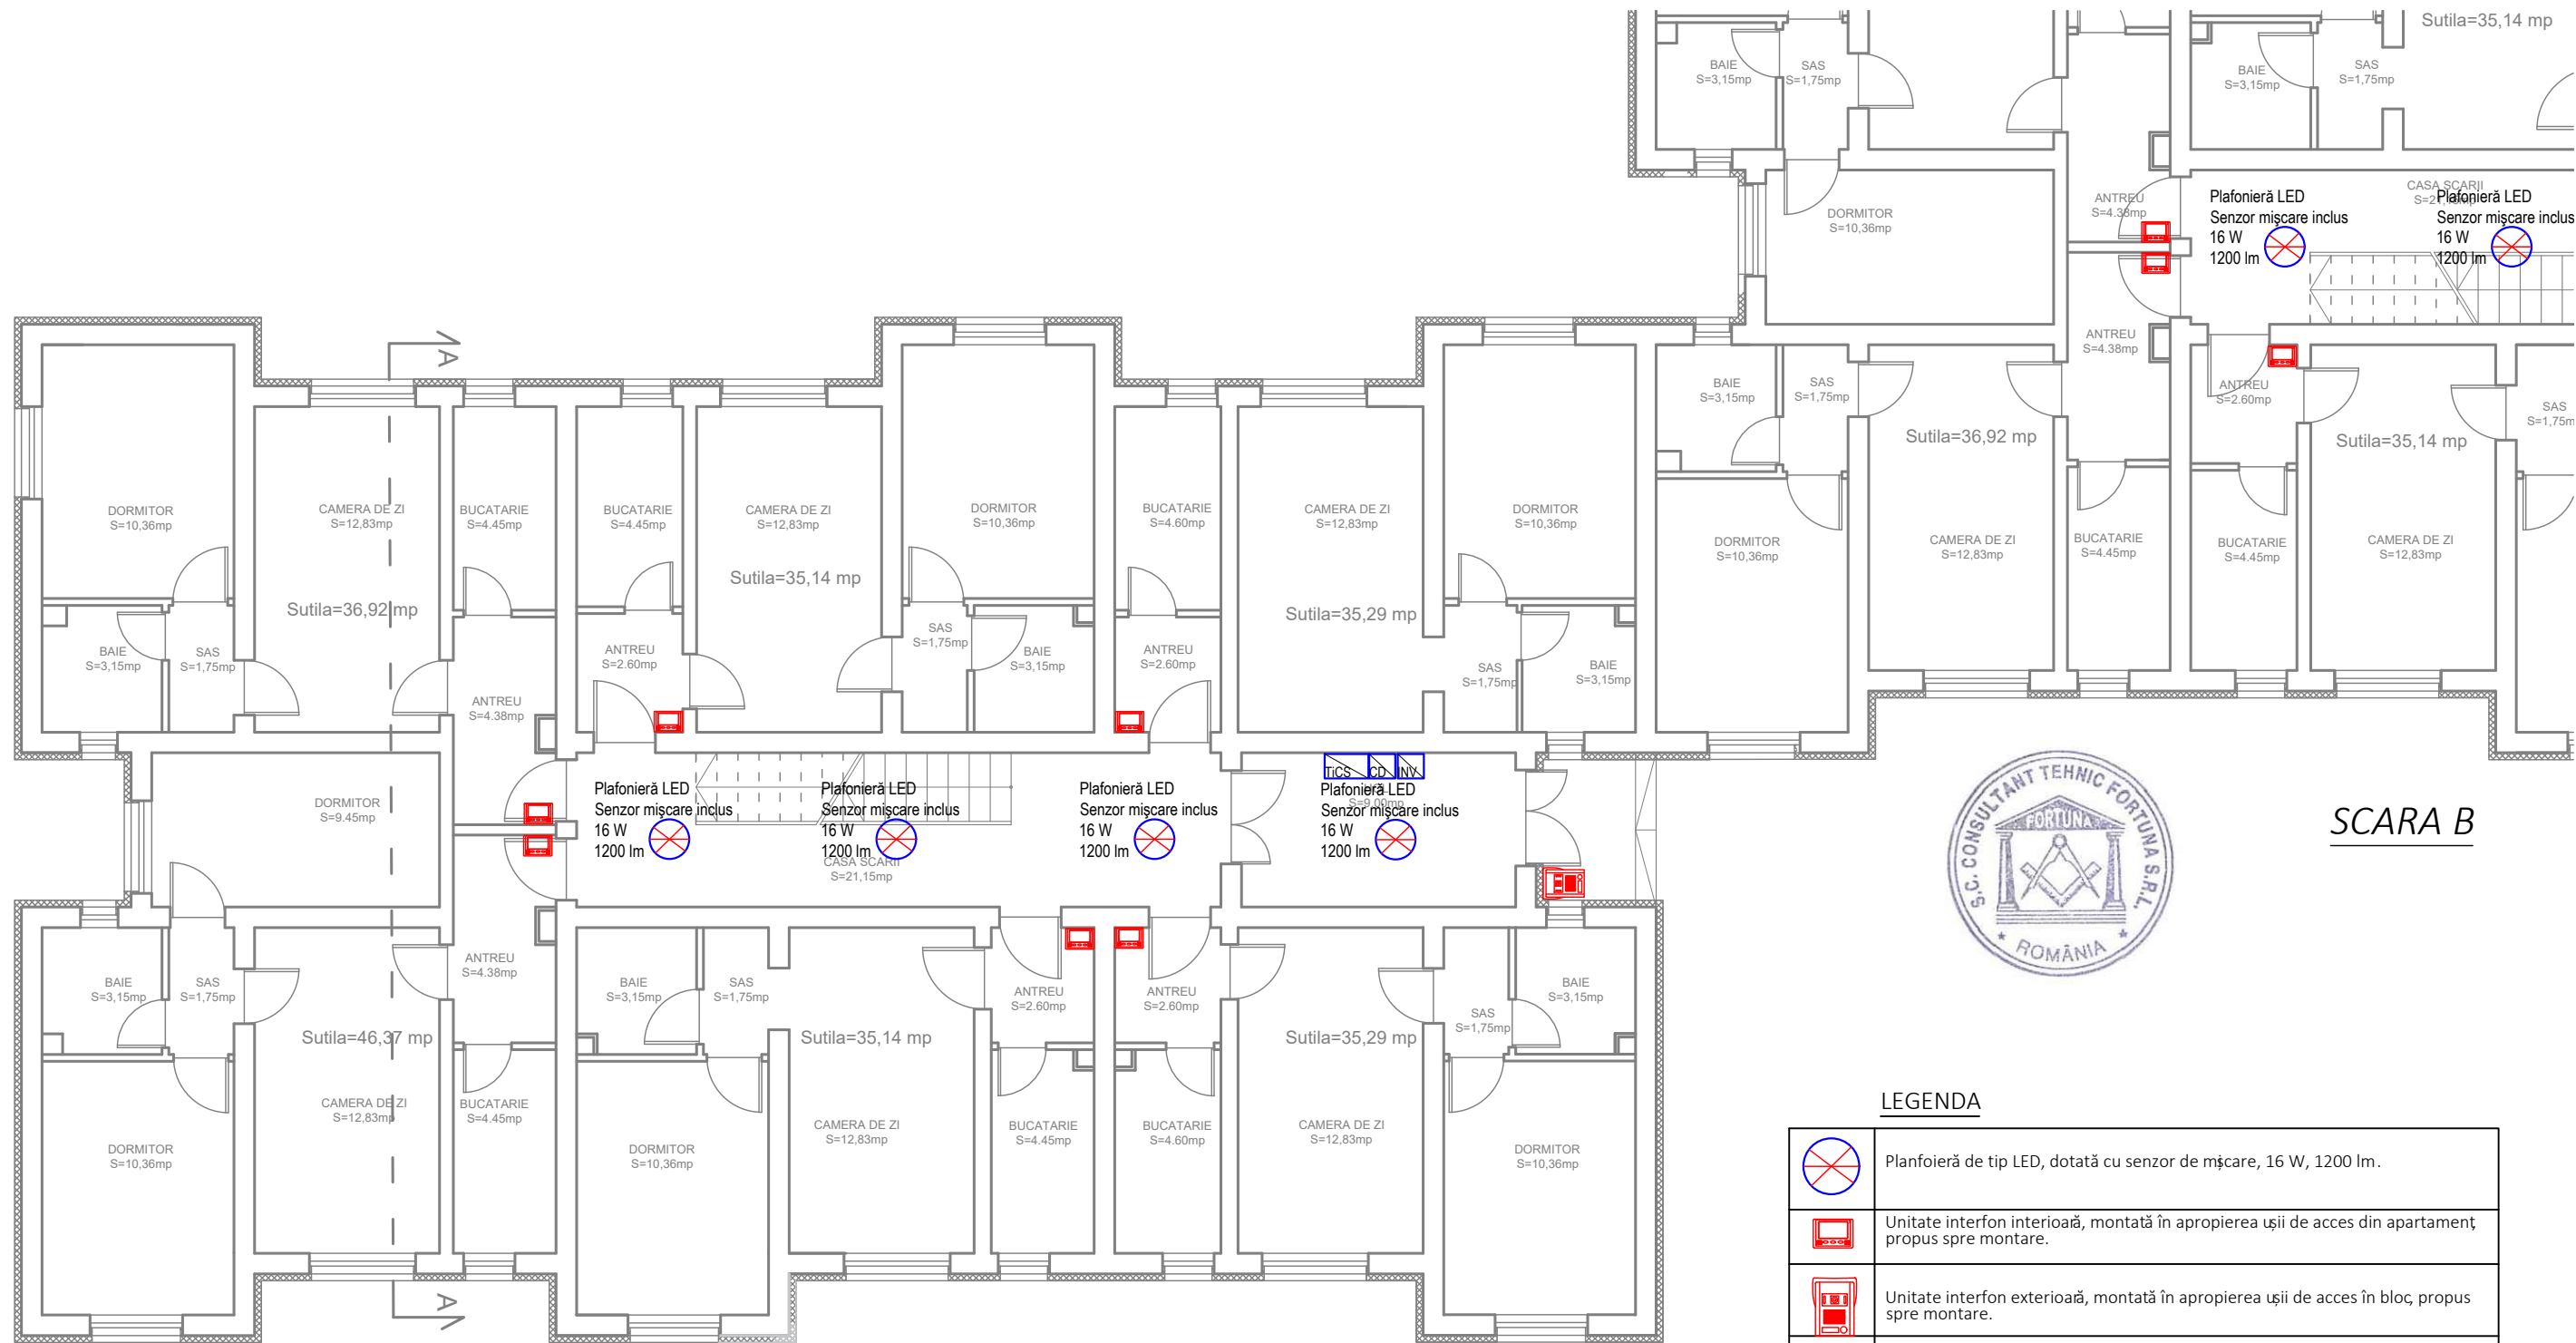 Sutila=35,14 mp
BAIE
S=3,15mp
SAS
S=1,75mp
BAIE
S=3,15mp
SAS
S=1,75mp
DORMITOR
S=10,36mp
ANTREU
S=4.38mp
CASA SCARII
Plafonieră LED
Senzor mișcare inclus
16 W
1200 lm
Plafonieră LED
Senzor mișcare inclus
16 W
1200 lm
ANTREU
S=4.38mp
BAIE
S=3,15mp
SAS
S=1,75mp
ANTREU
S=2.60mp
SAS
S=1,75m
Sutila=36,92 mp
Sutila=35,14 mp
A
DORMITOR
S=10,36mp
CAMERA DE ZI
S=12,83mp
BUCATARIE
S=4.45mp
BUCATARIE
S=4.45mp
CAMERA DE ZI
S=12,83mp
DORMITOR
S=10,36mp
BUCATARIE
S=4.60mp
CAMERA DE ZI
S=12,83mp
DORMITOR
S=10,36mp
DORMITOR
S=10,36mp
CAMERA DE ZI
S=12,83mp
BUCATARIE
S=4.45mp
BUCATARIE
S=4.45mp
CAMERA DE ZI
S=12,83mp
Sutila=36,92 mp
Sutila=35,14 mp
Sutila=35,29 mp
BAIE
S=3,15mp
SAS
S=1,75mp
ANTREU
S=4.38mp
ANTREU
S=2.60mp
SAS
S=1,75mp
BAIE
S=3,15mp
ANTREU
S=2.60mp
SAS
S=1,75mp
BAIE
S=3,15mp
DORMITOR
S=9.45mp
Plafonieră LED
Senzor mișcare inclus
16 W
1200 lm
Plafonieră LED
Senzor mișcare inclus
16 W
1200 lm
CASA SCARII
S=21,15mp
Plafonieră LED
Senzor mișcare inclus
16 W
1200 lm
TiCS CD INV
Plafonieră LED
S=9.00mp
Senzor mișcare inclus
16 W
1200 lm
S.C. CONSULTANT TEHNIC FORTUNA S.R.L.
FORTUNA
* ROMÂNIA *
SCARA B
BAIE
S=3,15mp
SAS
S=1,75mp
ANTREU
S=4.38mp
BAIE
S=3,15mp
SAS
S=1,75mp
ANTREU
S=2.60mp
ANTREU
S=2.60mp
SAS
S=1,75mp
BAIE
S=3,15mp
Sutila=46,37 mp
Sutila=35,14 mp
Sutila=35,29 mp
CAMERA DE ZI
S=12,83mp
BUCATARIE
S=4.45mp
DORMITOR
S=10,36mp
DORMITOR
S=10,36mp
CAMERA DE ZI
S=12,83mp
BUCATARIE
S=4.45mp
BUCATARIE
S=4.60mp
CAMERA DE ZI
S=12,83mp
DORMITOR
S=10,36mp
A
LEGENDA
Planfoieră de tip LED, dotată cu senzor de mișcare, 16 W, 1200 lm.
Unitate interfon interioară, montată în apropierea ușii de acces din apartament,
propus spre montare.
Unitate interfon exterioară, montată în apropierea ușii de acces în bloc, propus
spre montare.